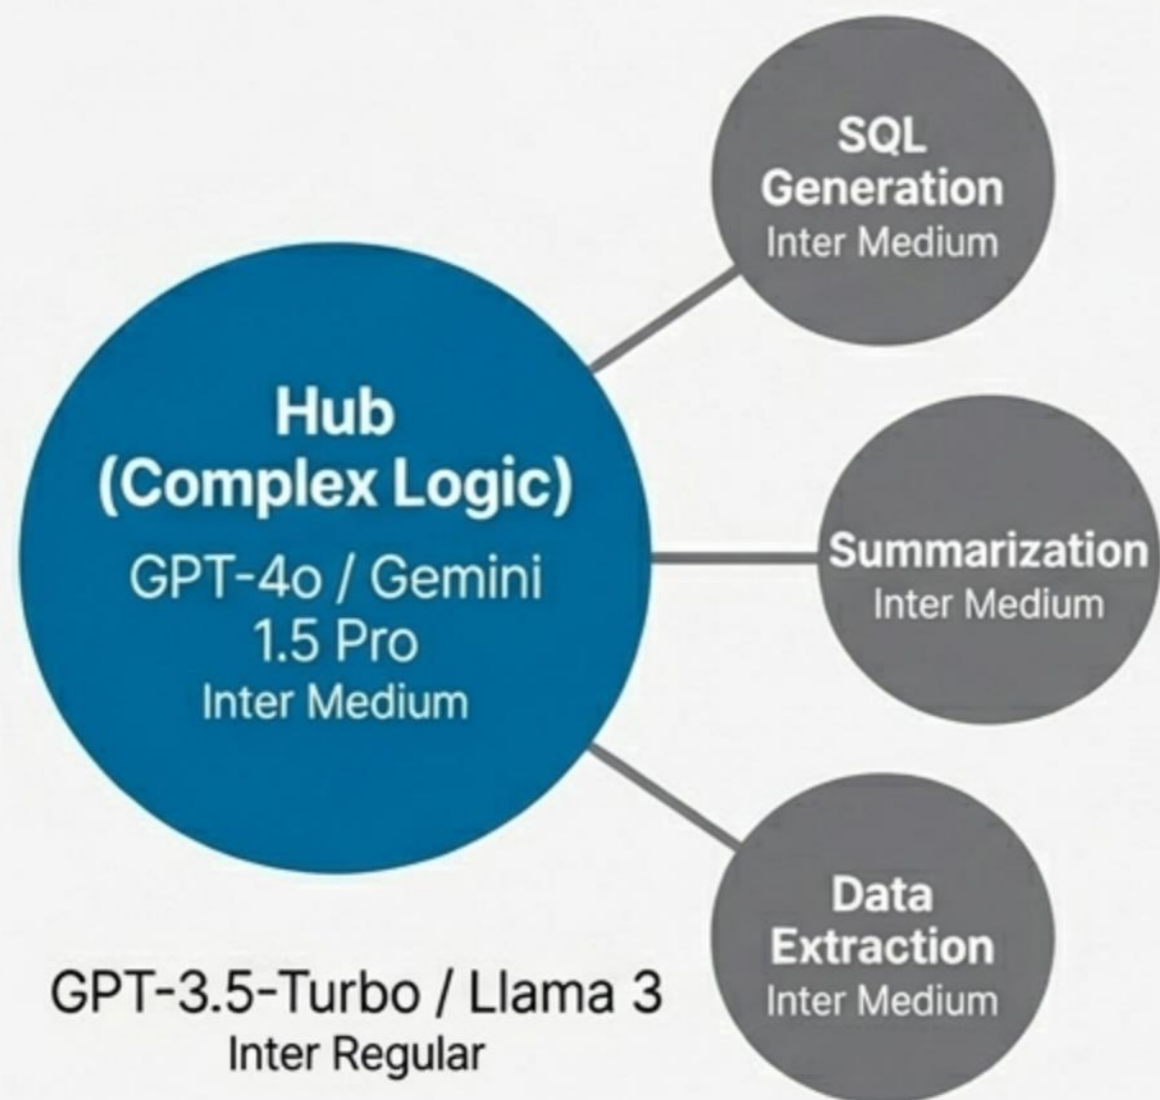 SQL
Generation
Inter Medium
Hub
(Complex Logic)
GPT-4o / Gemini
1.5 Pro
Inter Medium
Summarization
Inter Medium
Data
Extraction
Inter Medium
GPT-3.5-Turbo / Llama 3
Inter Regular